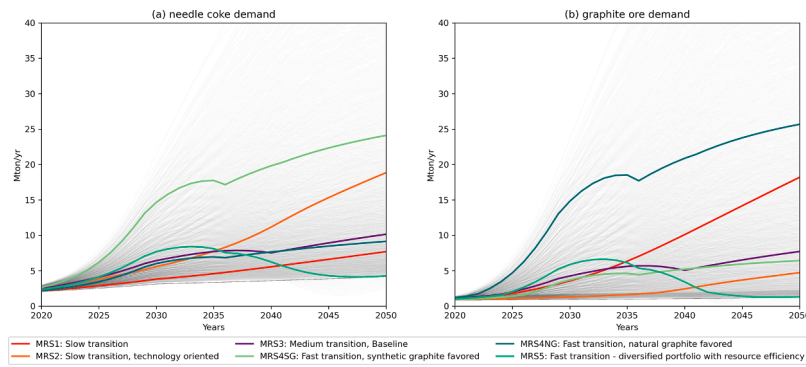 (a) needle coke demand
(b) graphite ore demand
40
35
30
25
20
15
10
5
0
Mton/yr
2020 2025 2030 2035 2040 2045 2050
Years
40
35
30
25
20
15
10
5
0
2020 2025 2030 2035 2040 2045 2050
Years
MRS1: Slow transition
MRS2: Slow transition, technology oriented
MRS3: Medium transition, Baseline
MRS4SG: Fast transition, synthetic graphite favored
MRS4NG: Fast transition, natural graphite favored
MRS5: Fast transition - diversified portfolio with resource efficiency